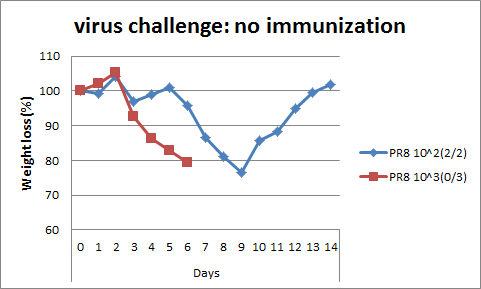 virus challenge: no immunization
110
100
90
80
70
60
Weight loss (%)
0 1 2 3 4 5 6 7 8 9 10 11 12 13 14
Days
PR8 10^2(2/2)
PR8 10^3(0/3)